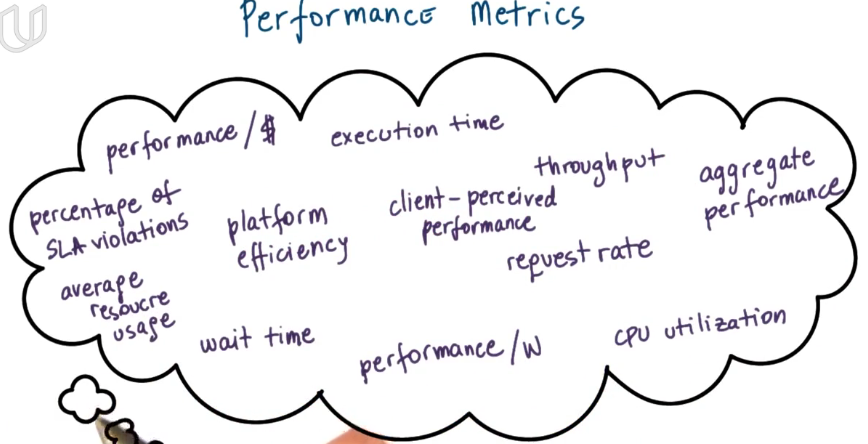 Performance Metrics
performance/$
execution time
throughput
aggregate
performance
percentage of
SLA violations
platform
efficiency
client-perceived
performance
request rate
average
resoucre
usage
wait time
performance/W
CPU utilization